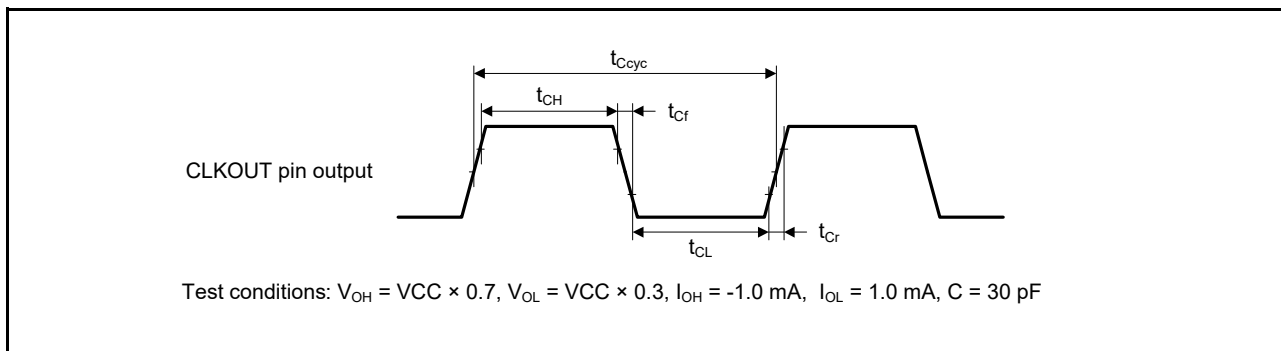 tCcyc
tCH
tCf
CLKOUT pin output
tCL
tCr
Test conditions: VOH = VCC × 0.7, VOL = VCC × 0.3, IOH = -1.0 mA, IOL = 1.0 mA, C = 30 pF